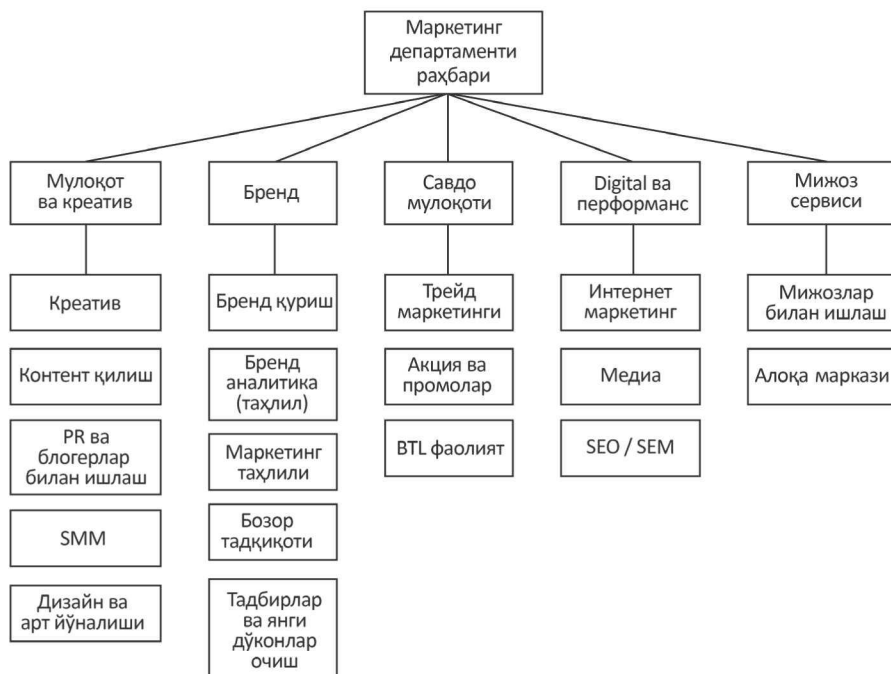 Маркетинг
департаменти
раҳбари
Мулоқот
ва креатив
Бренд
Савдо
мулоқоти
Digital ва
перформанс
Мижоз
сервиси
Креатив
Контент қилиш
PR ва
блогерлар
билан ишлаш
SMM
Дизайн ва
арт йўналиши
Бренд қуриш
Бренд
аналитика
(таҳлил)
Маркетинг
таҳлили
Бозор
тадқиқоти
Тадбирлар
ва янги
дўконлар
очиш
Трейд
маркетинги
Акция ва
промолар
BTL фаолият
Интернет
маркетинг
Медиа
SEO / SEM
Мижозлар
билан ишлаш
Алоқа маркази